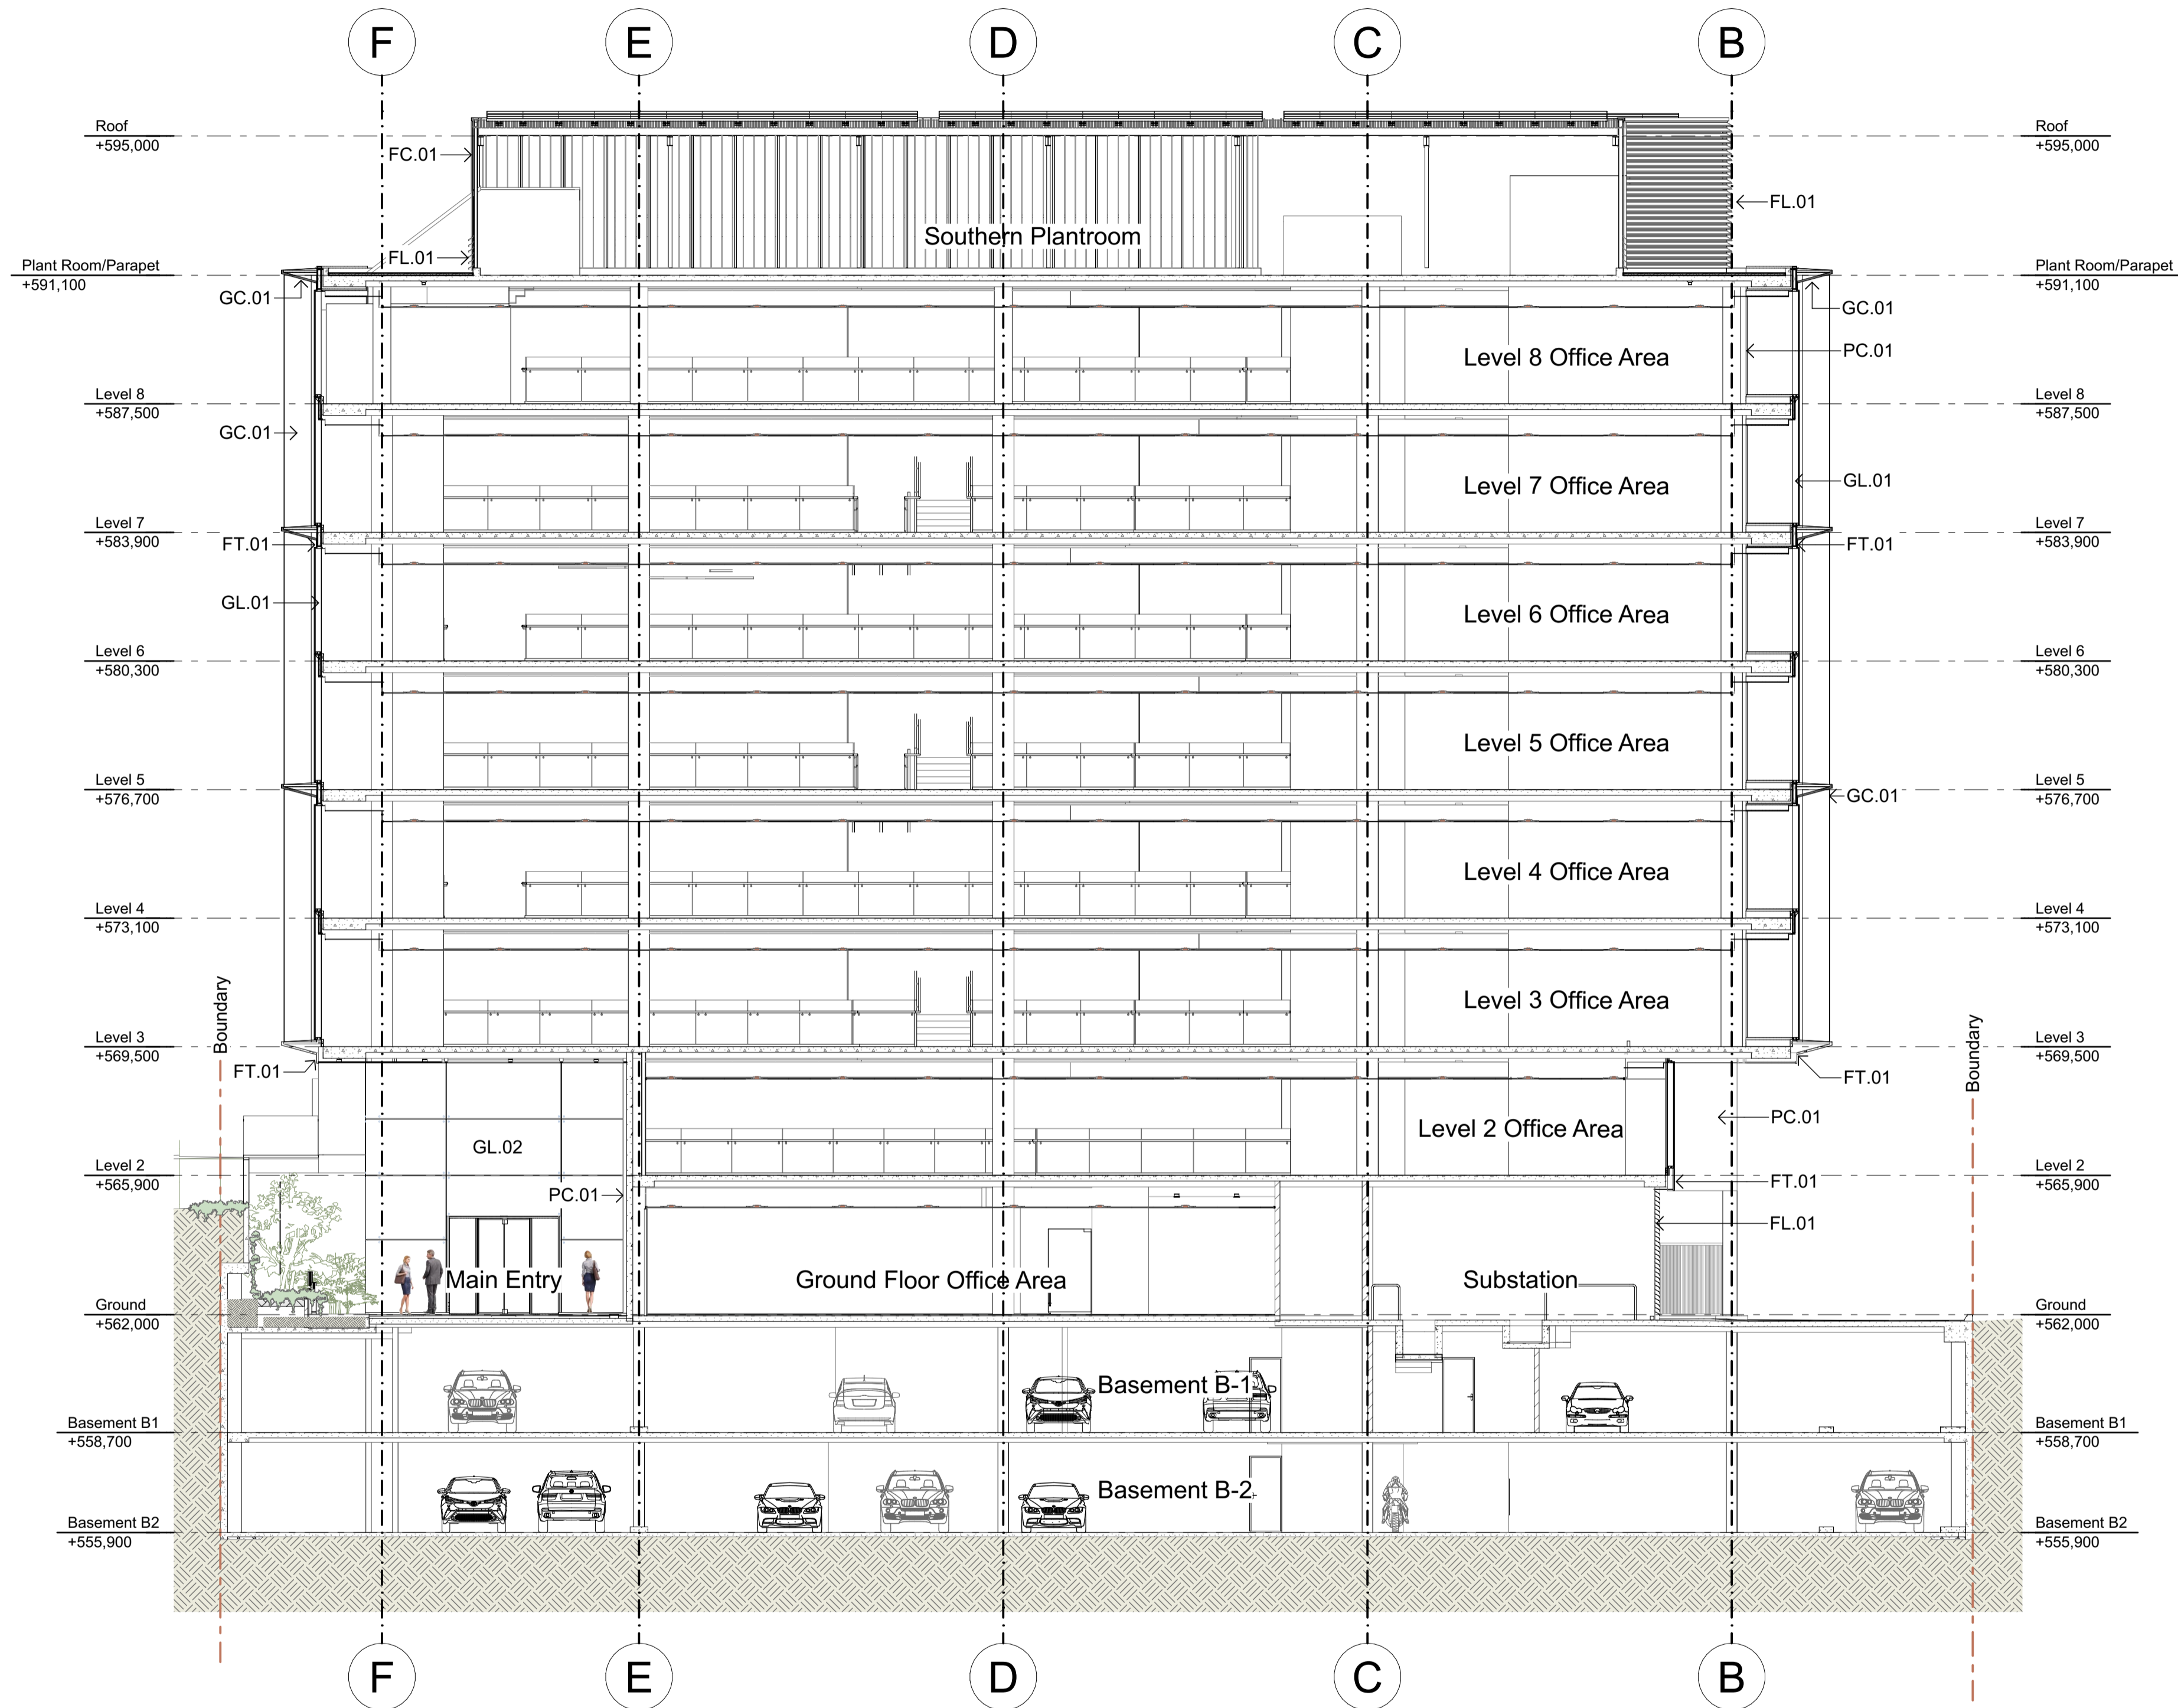 F
E
D
C
B
Roof
+595,000
Roof
+595,000
FC.01
FL.01
Southern Plantroom
FL.01
Plant Room/Parapet
+591,100
Plant Room/Parapet
+591,100
GC.01
GC.01
PC.01
Level 8 Office Area
Level 8
+587,500
Level 8
+587,500
GC.01
GL.01
Level 7 Office Area
Level 7
+583,900
Level 7
+583,900
FT.01
FT.01
GL.01
Level 6 Office Area
Level 6
+580,300
Level 6
+580,300
Level 5 Office Area
Level 5
+576,700
Level 5
+576,700
GC.01
Level 4 Office Area
Level 4
+573,100
Level 4
+573,100
Boundary
Level 3 Office Area
Boundary
Level 3
+569,500
Level 3
+569,500
FT.01
FT.01
PC.01
Level 2 Office Area
GL.02
Level 2
+565,900
Level 2
+565,900
FT.01
PC.01
FL.01
Main Entry
Ground Floor Office Area
Substation
Ground
+562,000
Ground
+562,000
Basement B-1
Basement B1
+558,700
Basement B1
+558,700
Basement B-2
Basement B2
+555,900
Basement B2
+555,900
F
E
D
C
B